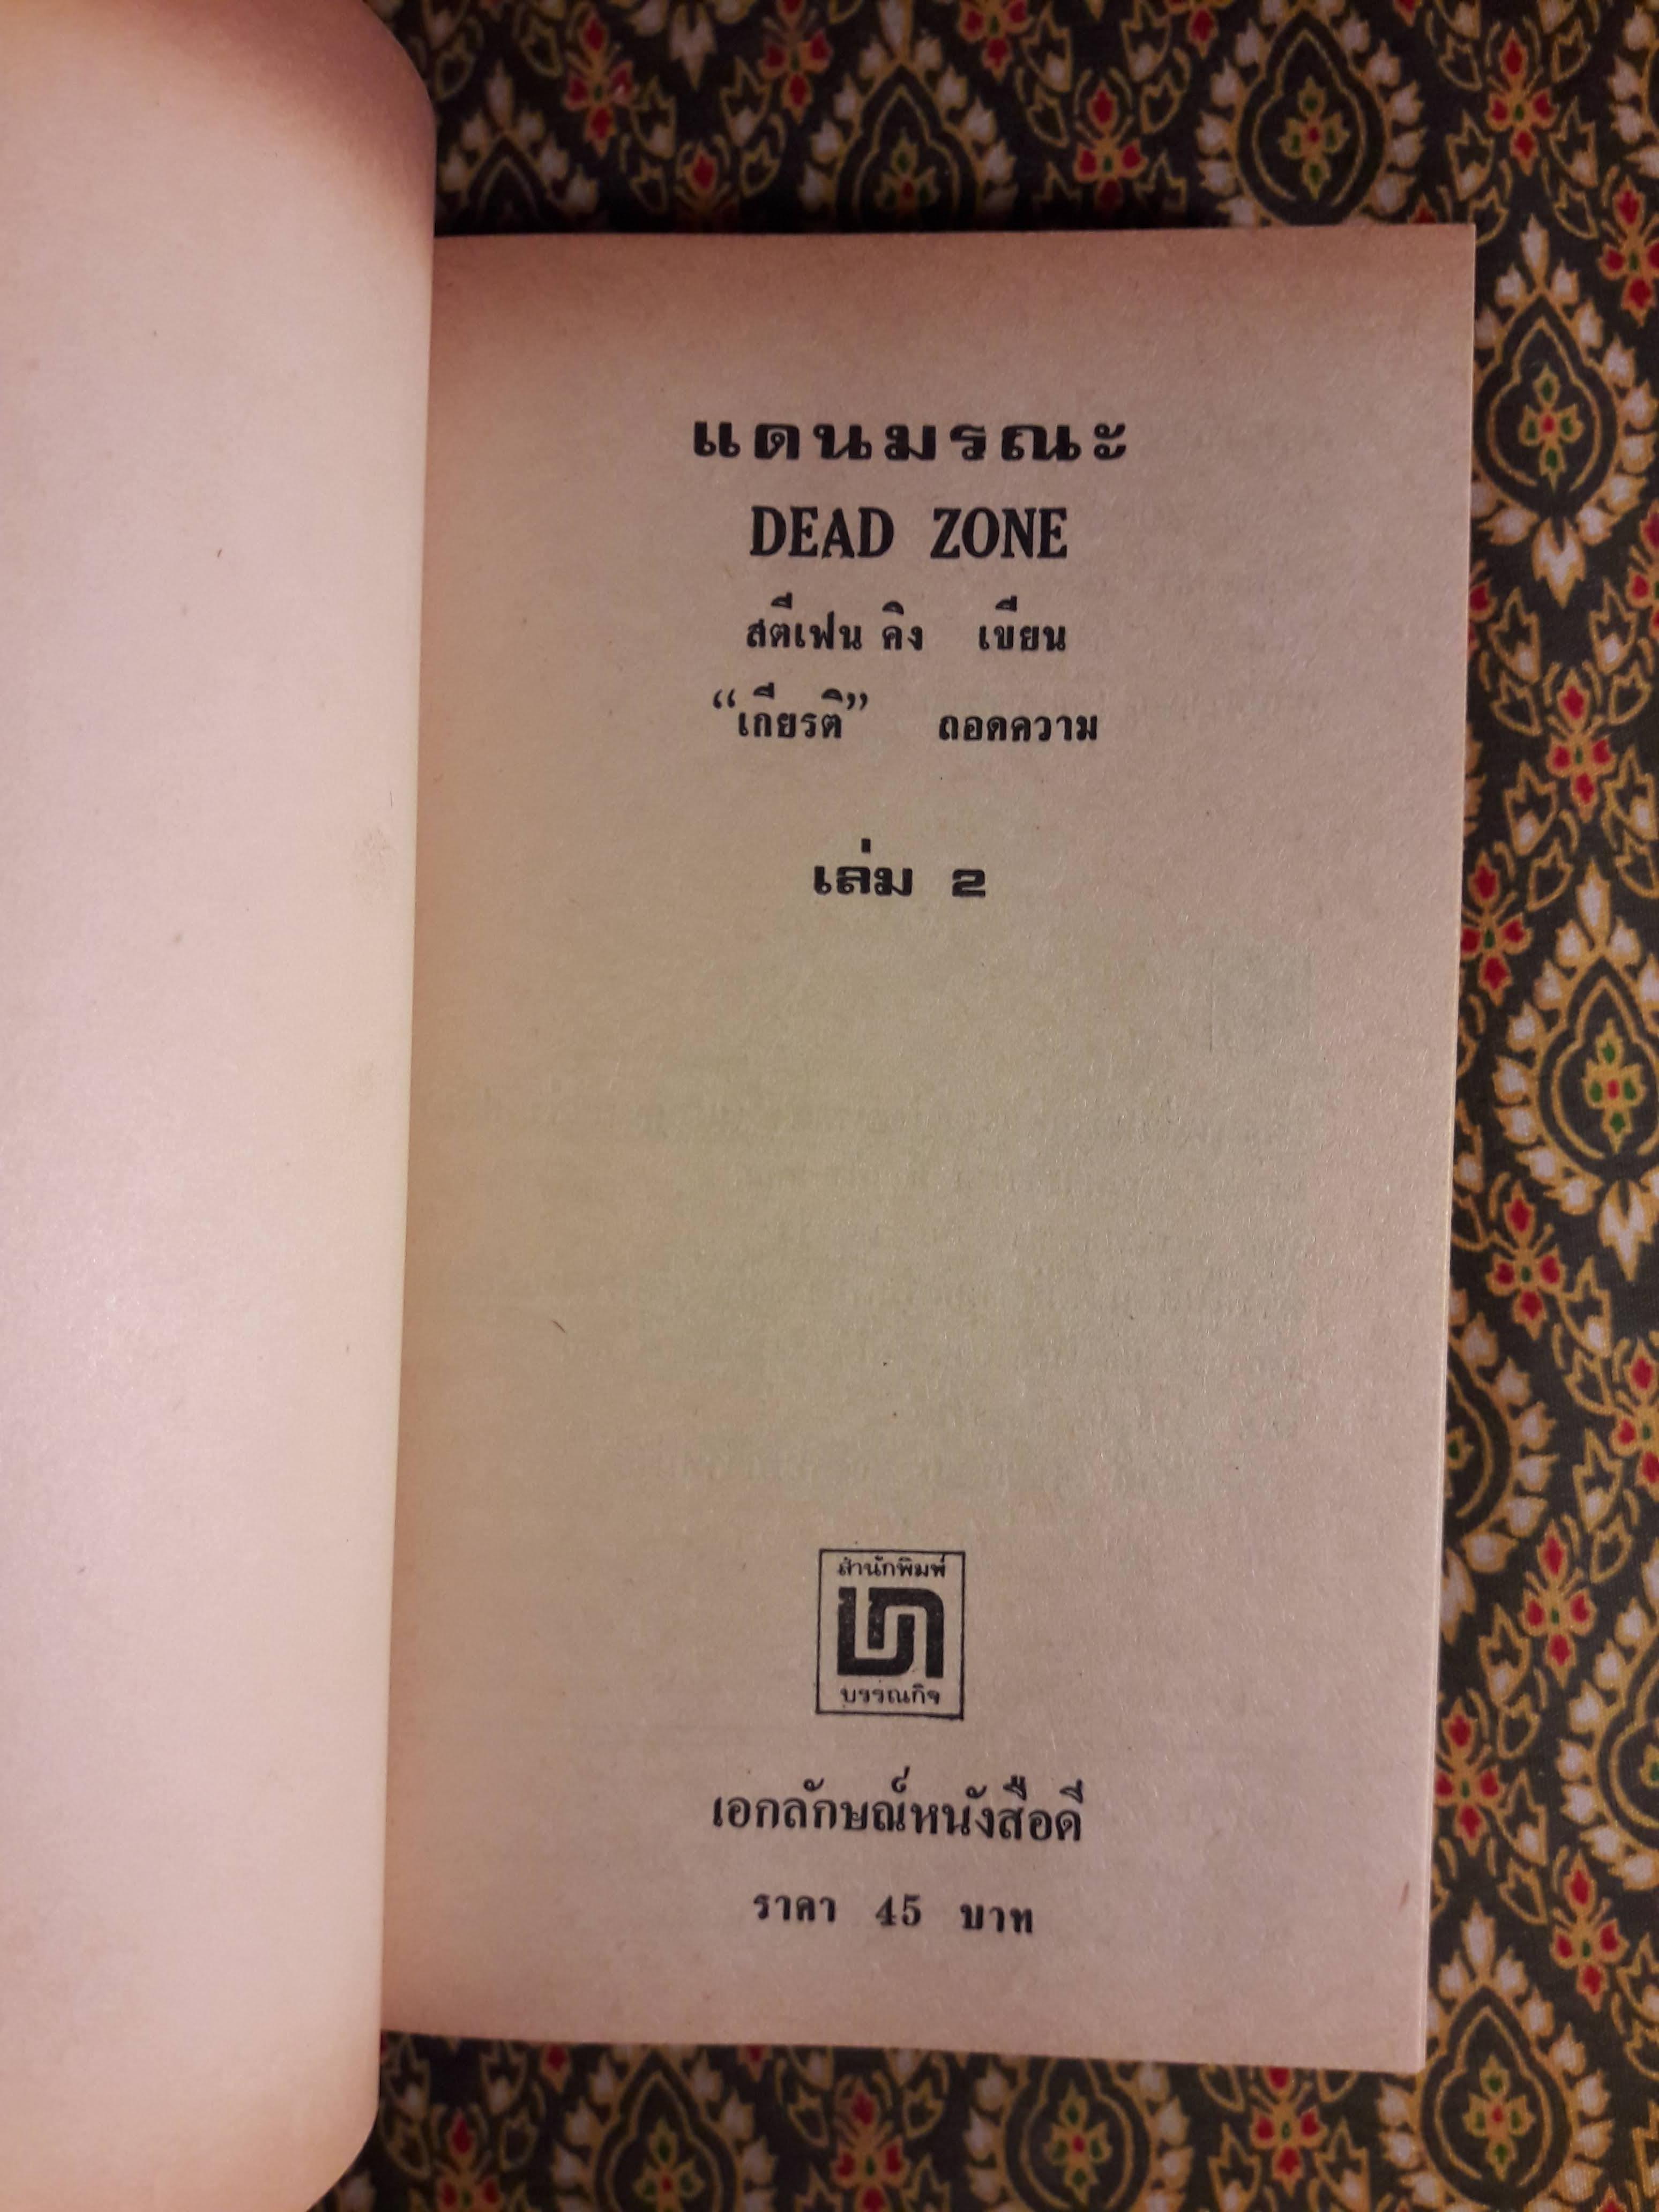 แดนมรณะ
DEAD ZONE
สตีเฟน คิง เขียน
“เกียรติ” ถอดความ
เล่ม 2
สำนักพิมพ์
บก
บรรณกิจ
เอกลักษณ์หนังสือดี
ราคา 45 บาท